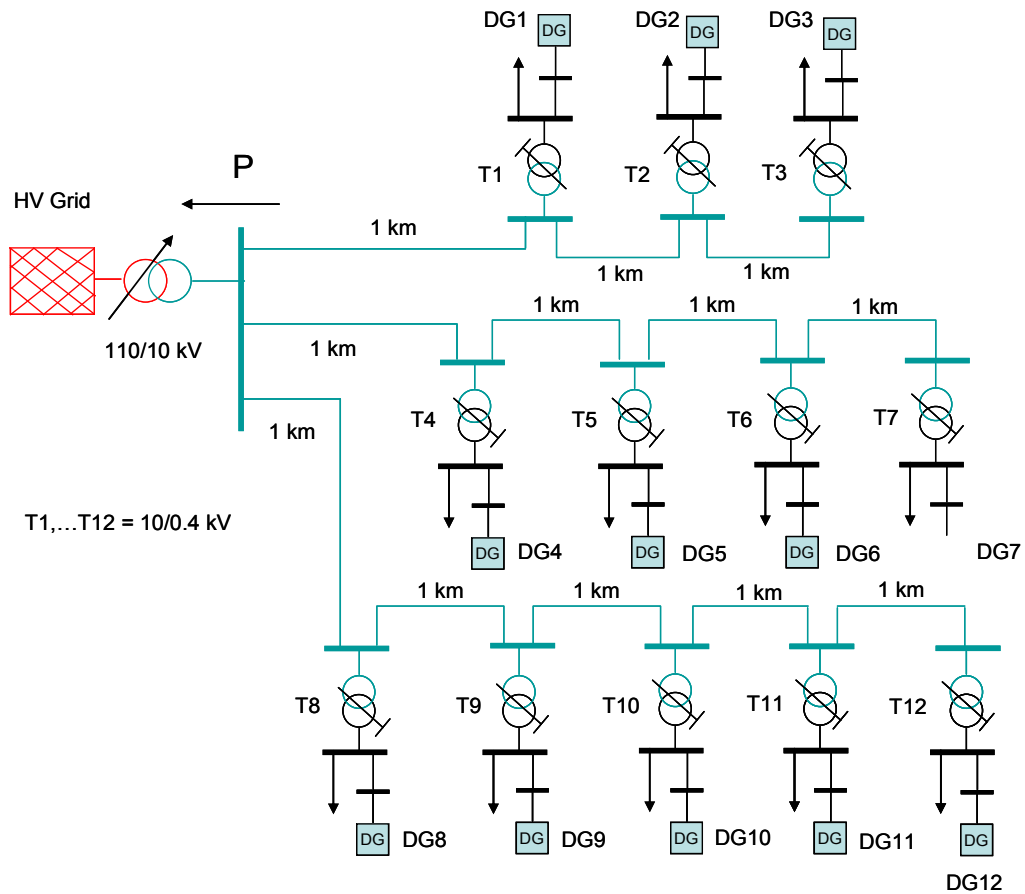 DG1
DG
DG2
DG
DG3
DG
P
T1
T2
T3
HV Grid
1 km
1 km
1 km
110/10 kV
1 km
1 km
1 km
1 km
1 km
T4
T5
T6
T7
T1,...T12 = 10/0.4 kV
DG
DG4
DG
DG5
DG
DG6
DG7
1 km
1 km
1 km
1 km
T8
T9
T10
T11
T12
DG
DG8
DG
DG9
DG
DG10
DG
DG11
DG
DG12